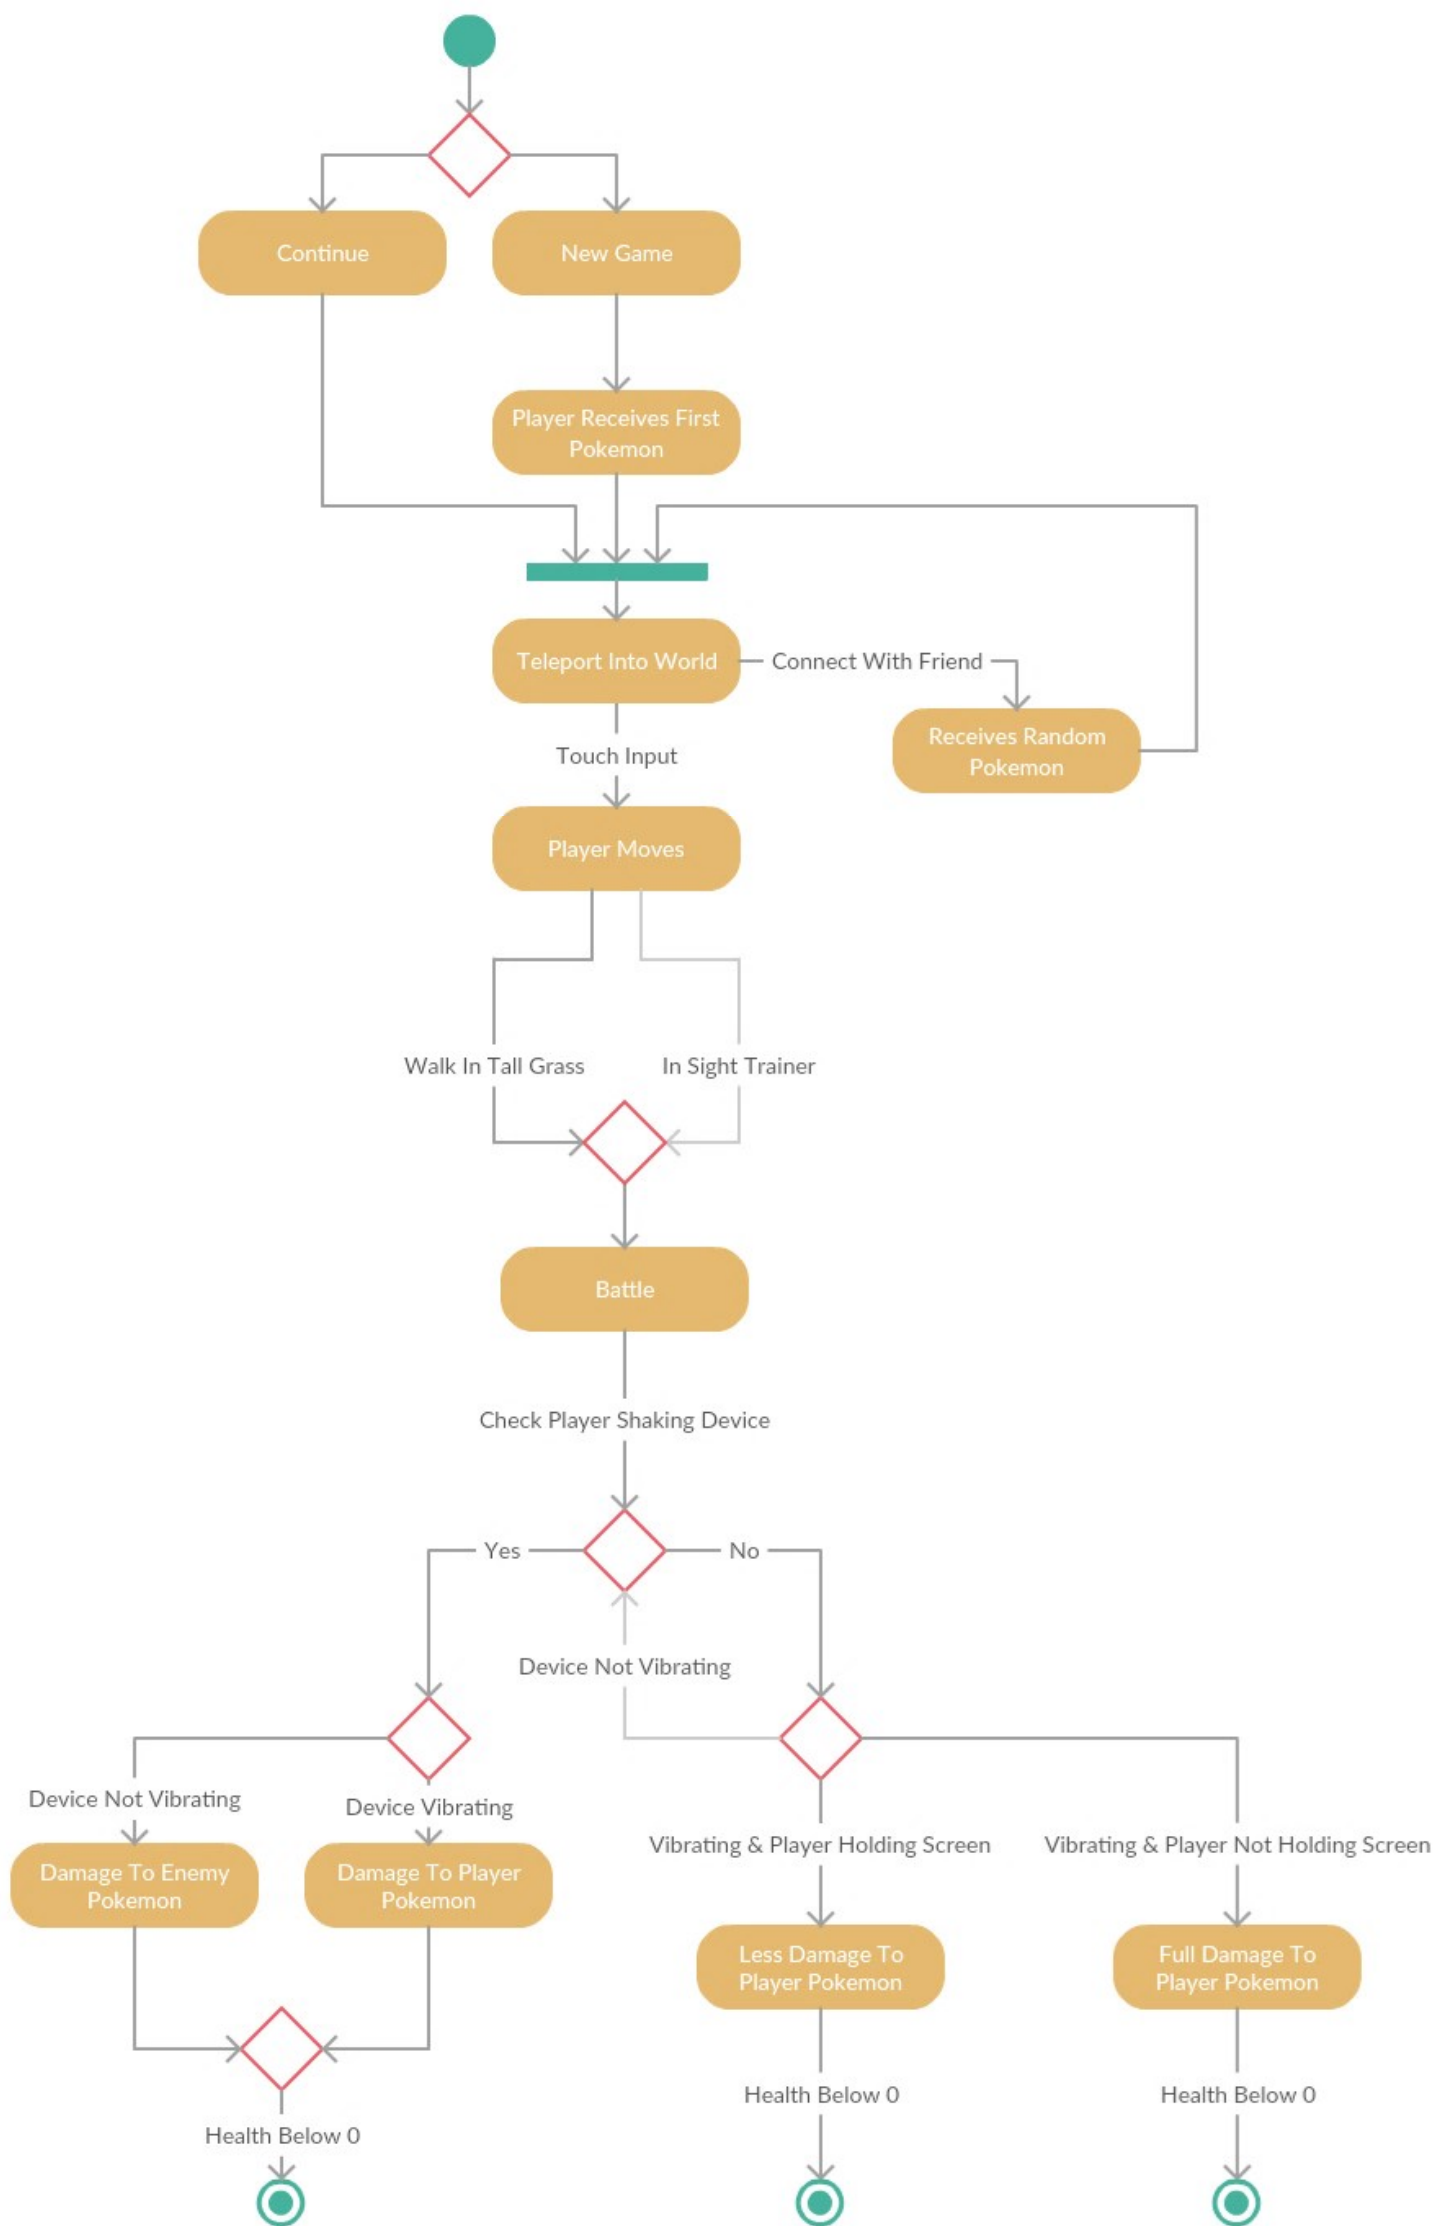 Continue
New Game
Player Receives First
Pokemon
Teleport Into World
Connect With Friend
Receives Random
Pokemon
Touch Input
Player Moves
Walk In Tall Grass
In Sight Trainer
Battle
Check Player Shaking Device
Yes
No
Device Not Vibrating
Device Not Vibrating
Device Vibrating
Vibrating & Player Holding Screen
Vibrating & Player Not Holding Screen
Damage To Enemy
Pokemon
Damage To Player
Pokemon
Less Damage To
Player Pokemon
Full Damage To
Player Pokemon
Health Below 0
Health Below 0
Health Below 0